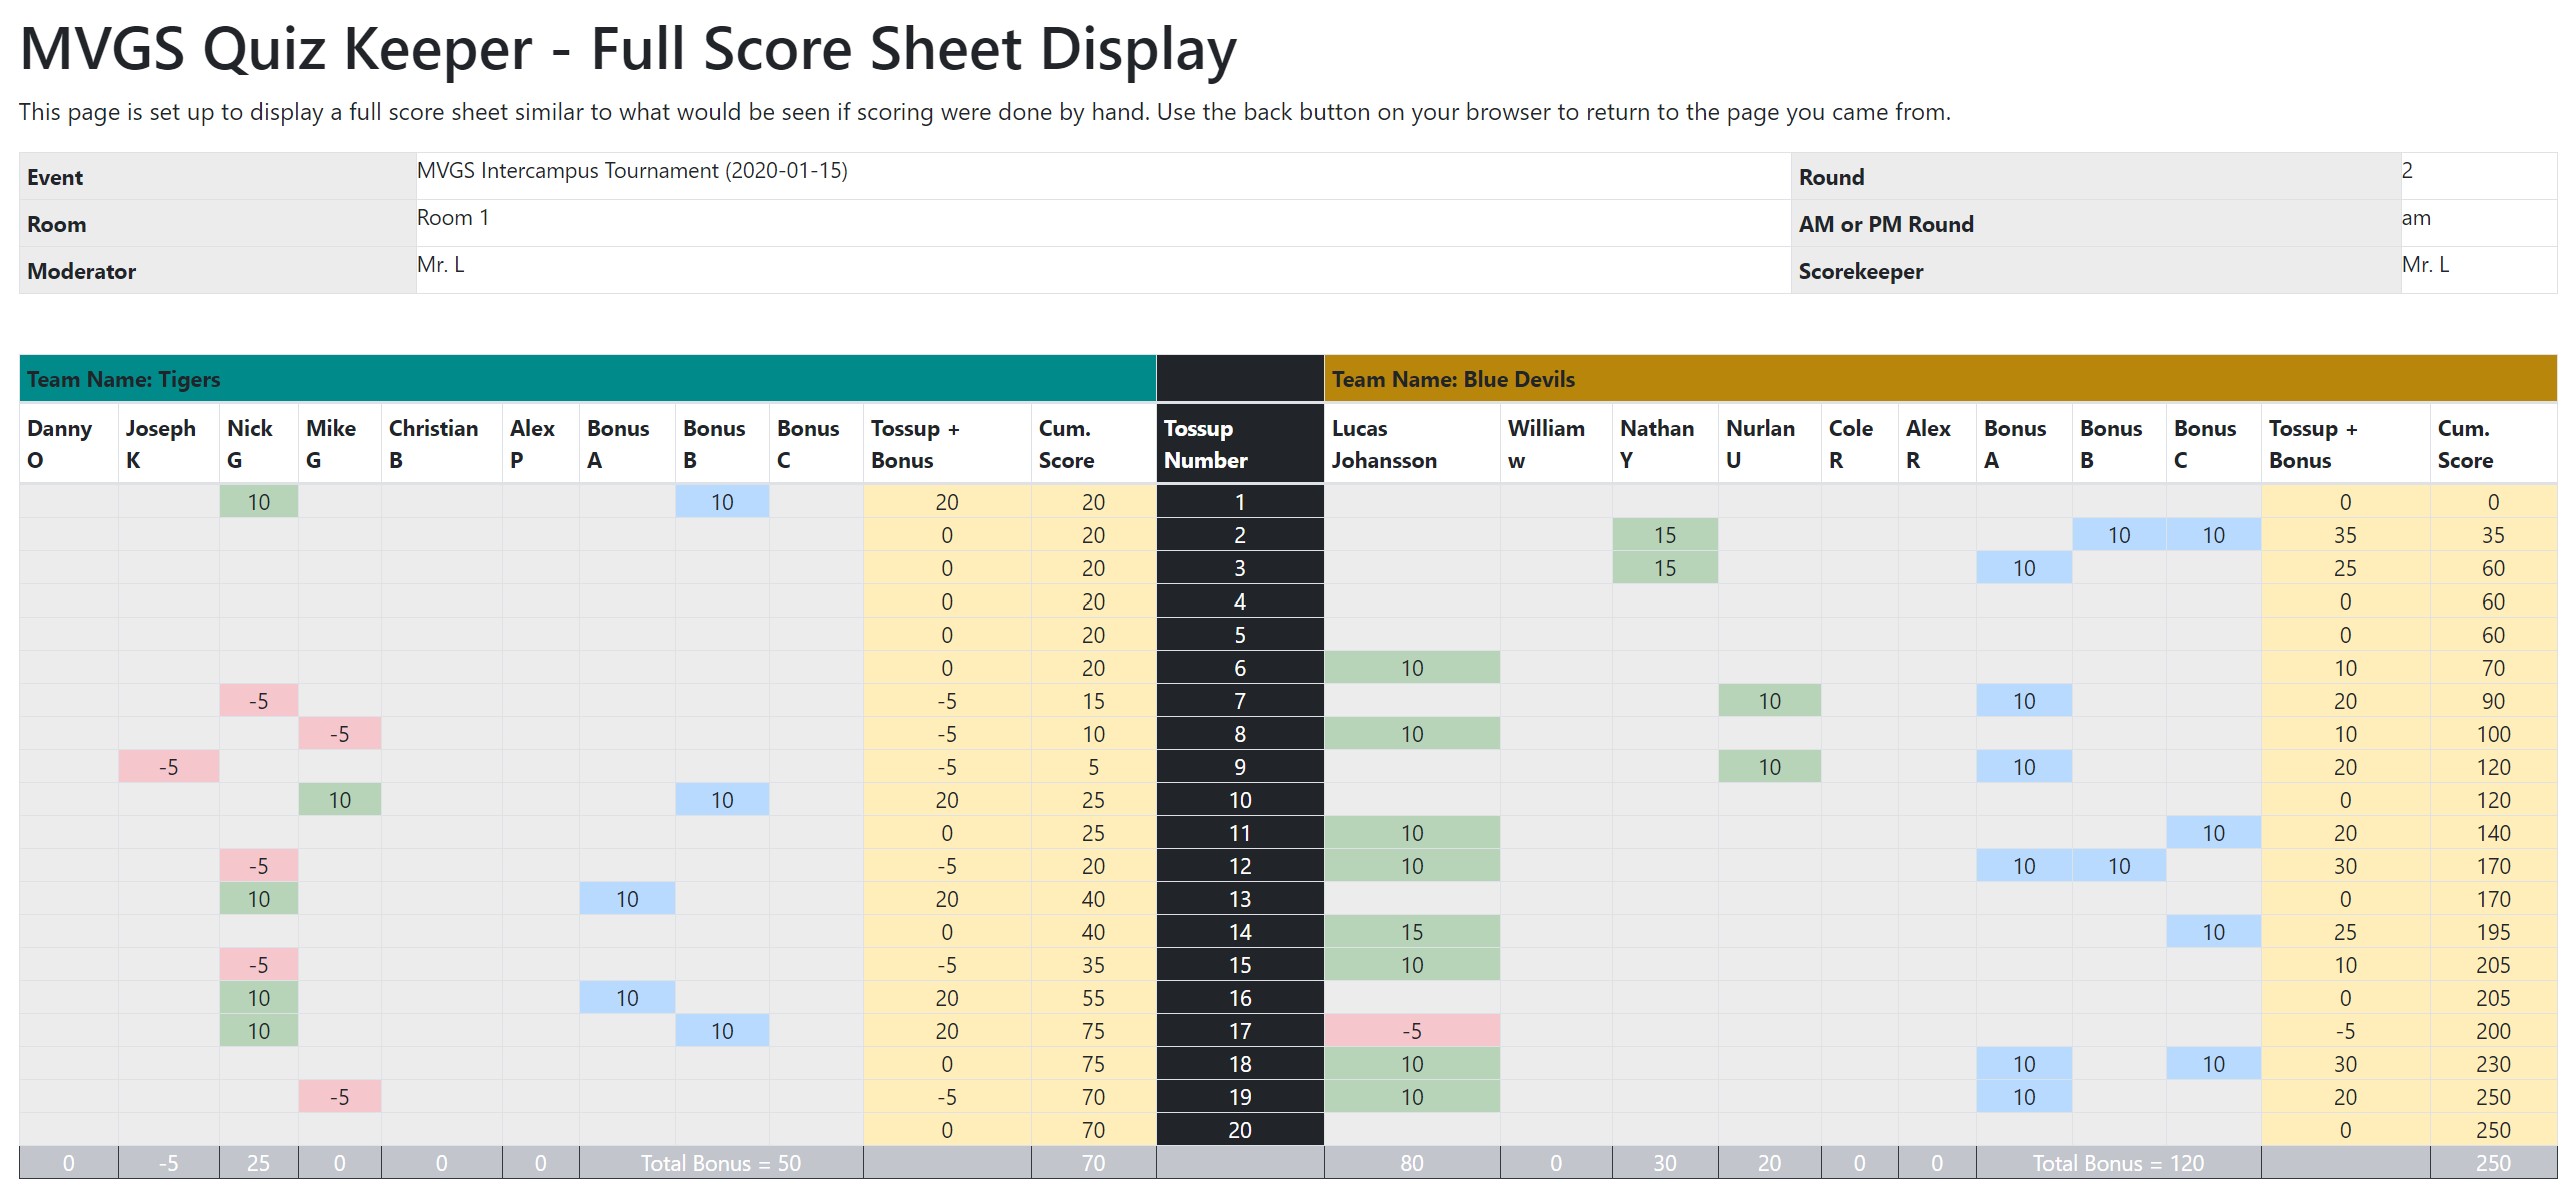 MVGS Quiz Keeper - Full Score Sheet Display
This page is set up to display a full score sheet similar to what would be seen if scoring were done by hand. Use the back button on your browser to return to the page you came from.
Event MVGS Intercampus Tournament (2020-01-15) Round 2
Room Room 1 AM or PM Round am
Moderator Mr. L Scorekeeper Mr. L
Team Name: Tigers Team Name: Blue Devils
Danny O Joseph K Nick G Mike G Christian B Alex P Bonus A Bonus B Bonus C Tossup + Bonus Cum. Score Tossup Number Lucas Johansson William w Nathan Y Nurlan U Cole R Alex R Bonus A Bonus B Bonus C Tossup + Bonus Cum. Score
10 10 20 20 1 0 0
0 20 2 15 10 10 35 35
0 20 3 15 10 25 60
0 20 4 0 60
0 20 5 0 60
0 20 6 10 10 70
-5 -5 15 7 10 10 20 90
-5 -5 10 8 10 10 100
-5 -5 5 9 10 10 20 120
10 10 20 25 10 0 120
0 25 11 10 10 20 140
-5 -5 20 12 10 10 10 30 170
10 10 20 40 13 0 170
0 40 14 15 10 25 195
-5 -5 35 15 10 10 205
10 10 20 55 16 0 205
10 10 20 75 17 -5 -5 200
0 75 18 10 10 10 30 230
-5 -5 70 19 10 10 20 250
0 70 20 0 250
0 -5 25 0 0 0 Total Bonus = 50 70 80 0 30 20 0 0 Total Bonus = 120 250